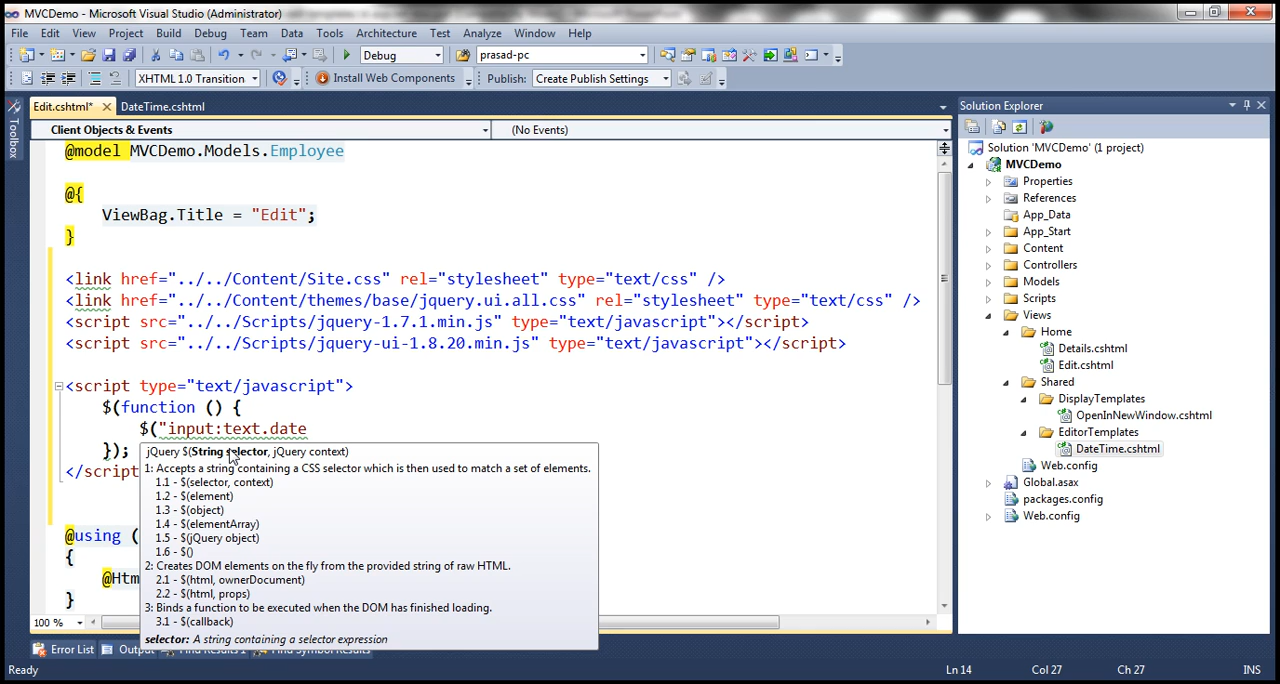 MVCDemo - Microsoft Visual Studio (Administrator)
File Edit View Project Build Debug Team Data Tools Architecture Test Analyze Window Help
Debug prasad-pc
XHTML 1.0 Transition Install Web Components Publish: Create Publish Settings
Edit.cshtml* DateTime.cshtml
Client Objects & Events (No Events)
Toolbox
@model MVCDemo.Models.Employee
@{
ViewBag.Title = "Edit";
}
<link href="../../Content/Site.css" rel="stylesheet" type="text/css" />
<link href="../../Content/themes/base/jquery.ui.all.css" rel="stylesheet" type="text/css" />
<script src="../../Scripts/jquery-1.7.1.min.js" type="text/javascript"></script>
<script src="../../Scripts/jquery-ui-1.8.20.min.js" type="text/javascript"></script>
<script type="text/javascript">
$(function () {
$("input:text.date
});
</script
jQuery $(String selector, jQuery context)
1: Accepts a string containing a CSS selector which is then used to match a set of elements.
1.1 - $(selector, context)
1.2 - $(element)
1.3 - $(object)
1.4 - $(elementArray)
1.5 - $(jQuery object)
1.6 - $()
2: Creates DOM elements on the fly from the provided string of raw HTML.
2.1 - $(html, ownerDocument)
2.2 - $(html, props)
3: Binds a function to be executed when the DOM has finished loading.
3.1 - $(callback)
selector: A string containing a selector expression
@using (
{
@Htm
}
100 %
Error List Output Find Results 1 Find Symbol Results
Ready Ln 14 Col 27 Ch 27 INS
Solution Explorer
Solution 'MVCDemo' (1 project)
MVCDemo
Properties
References
App_Data
App_Start
Content
Controllers
Models
Scripts
Views
Home
Details.cshtml
Edit.cshtml
Shared
DisplayTemplates
OpenInNewWindow.cshtml
EditorTemplates
DateTime.cshtml
Web.config
Global.asax
packages.config
Web.config